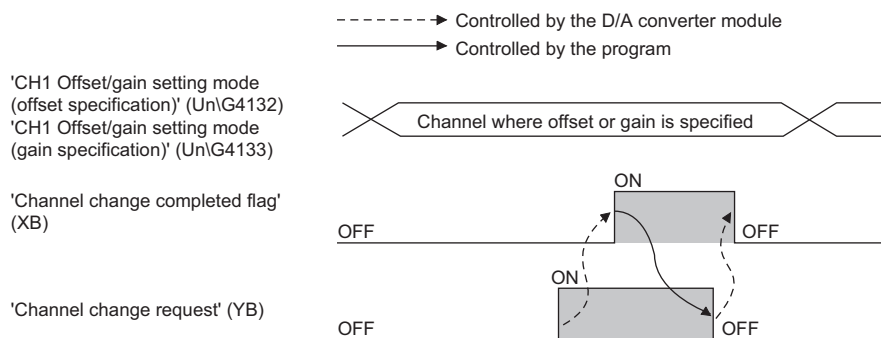 Controlled by the D/A converter module
Controlled by the program
'CH1 Offset/gain setting mode
(offset specification)' (Un\G4132)
'CH1 Offset/gain setting mode
(gain specification)' (Un\G4133)
Channel where offset or gain is specified
'Channel change completed flag'
(XB)
ON
OFF
OFF
'Channel change request' (YB)
ON
OFF
OFF